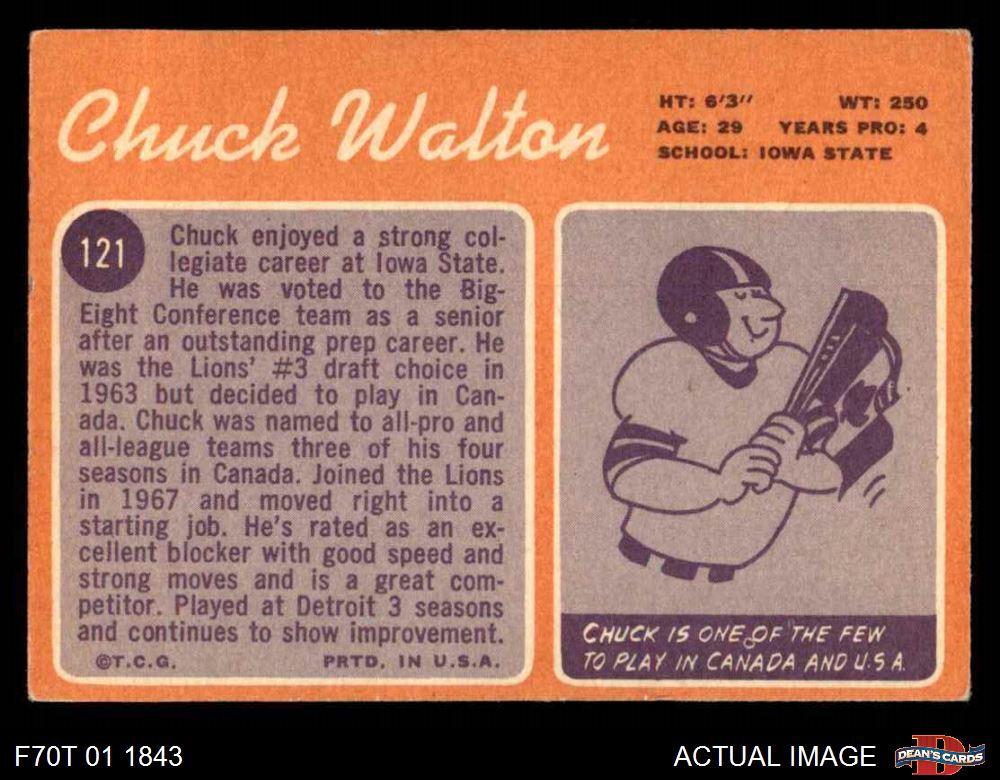 Chuck Walton
HT: 6'3" WT: 250
AGE: 29 YEARS PRO: 4
SCHOOL: IOWA STATE
121
Chuck enjoyed a strong col-
legiate career at Iowa State.
He was voted to the Big-
Eight Conference team as a senior
after an outstanding prep career. He
was the Lions' #3 draft choice in
1963 but decided to play in Can-
ada. Chuck was named to all-pro and
all-league teams three of his four
seasons in Canada. Joined the Lions
in 1967 and moved right into a
starting job. He's rated as an ex-
cellent blocker with good speed and
strong moves and is a great com-
petitor. Played at Detroit 3 seasons
and continues to show improvement.
©T.C.G. PRTD. IN U.S.A.
CHUCK IS ONE OF THE FEW
TO PLAY IN CANADA AND U.S.A.
F70T 01 1843
ACTUAL IMAGE
D
DEAN'S CARDS